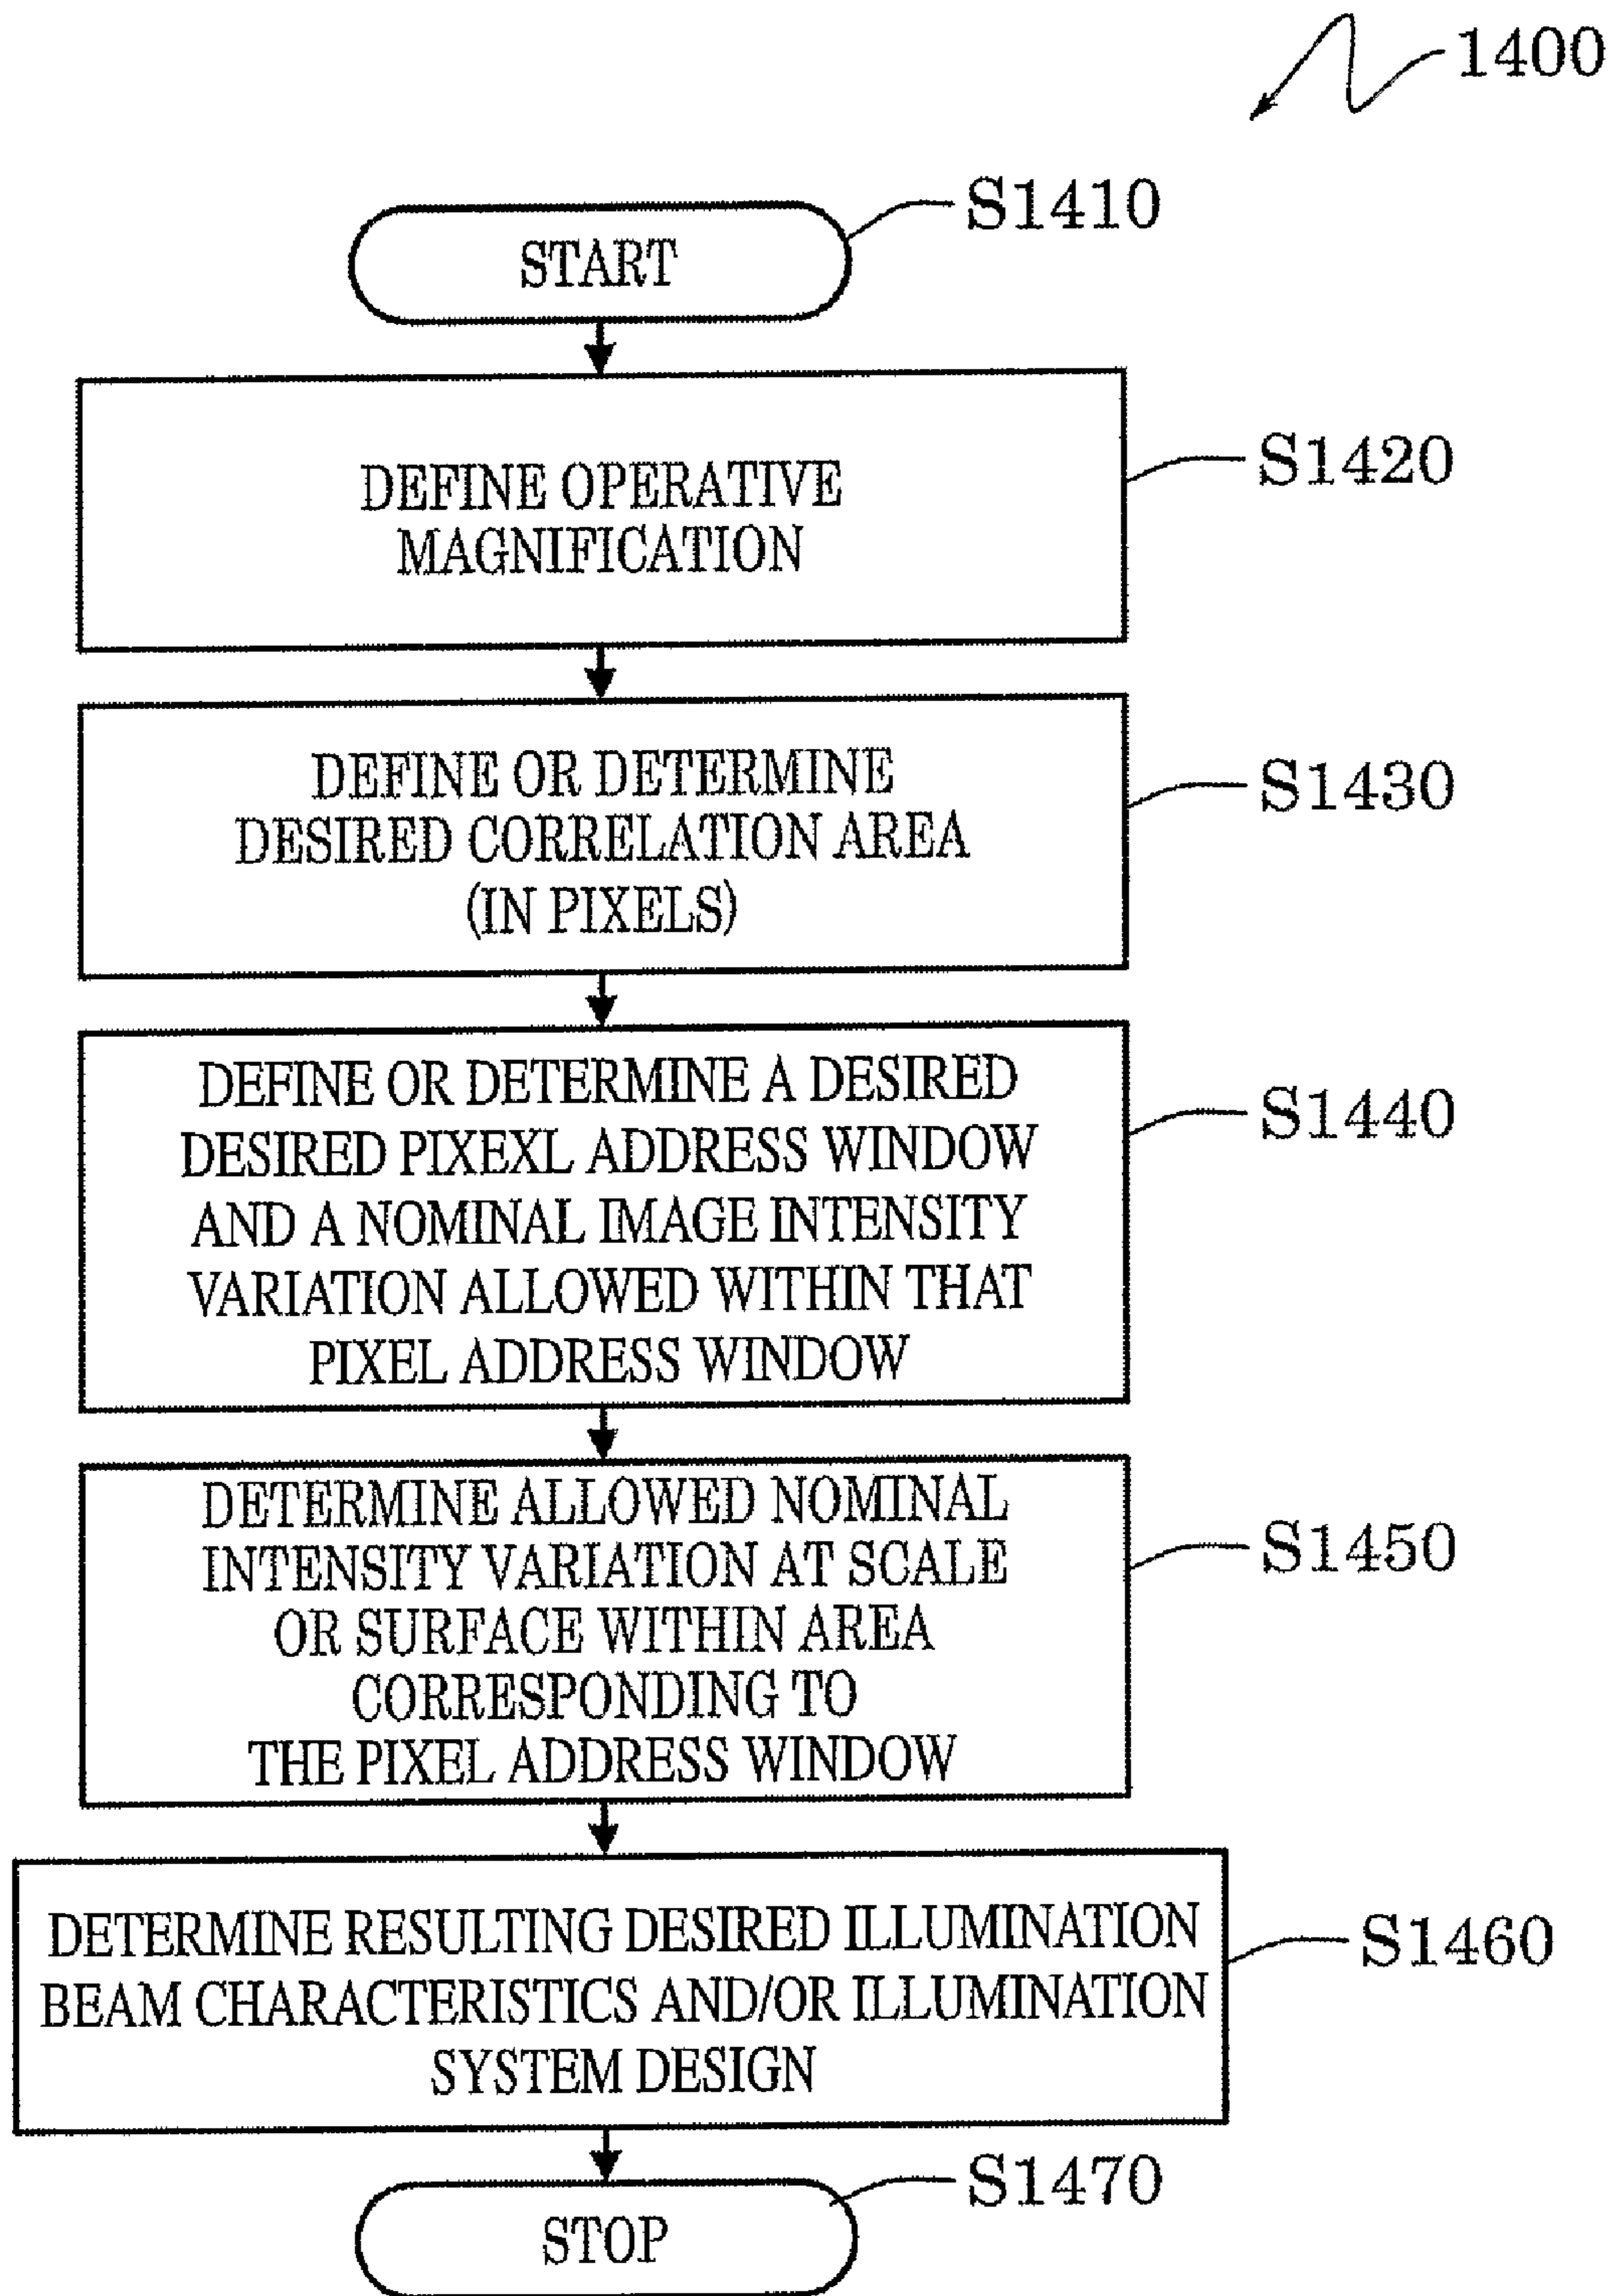 1400
S1410
START
S1420
DEFINE OPERATIVE
MAGNIFICATION
S1430
DEFINE OR DETERMINE
DESIRED CORRELATION AREA
(IN PIXELS)
S1440
DEFINE OR DETERMINE A DESIRED
DESIRED PIXEXL ADDRESS WINDOW
AND A NOMINAL IMAGE INTENSITY
VARIATION ALLOWED WITHIN THAT
PIXEL ADDRESS WINDOW
S1450
DETERMINE ALLOWED NOMINAL
INTENSITY VARIATION AT SCALE
OR SURFACE WITHIN AREA
CORRESPONDING TO
THE PIXEL ADDRESS WINDOW
S1460
DETERMINE RESULTING DESIRED ILLUMINATION
BEAM CHARACTERISTICS AND/OR ILLUMINATION
SYSTEM DESIGN
S1470
STOP